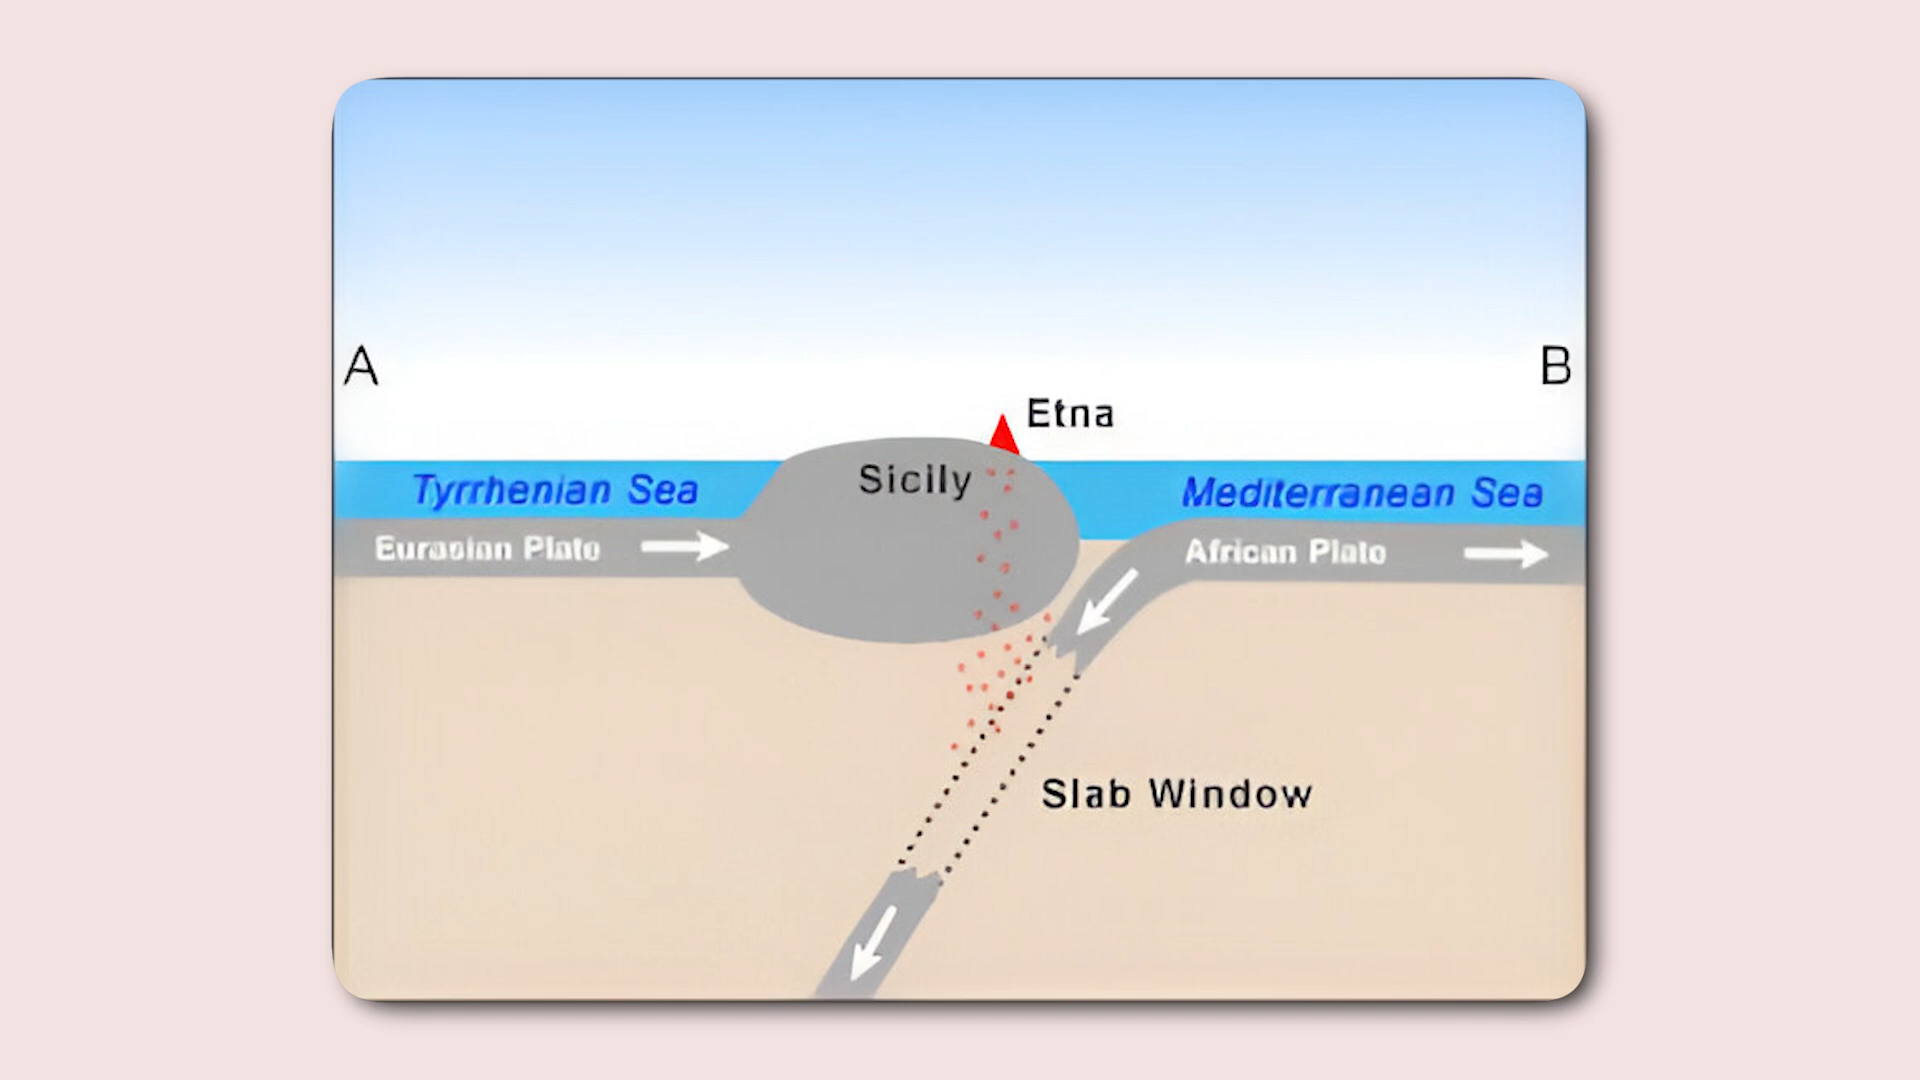 A
B
Etna
Sicily
Tyrrhenian Sea
Mediterranean Sea
Eurasian Plate
African Plate
Slab Window